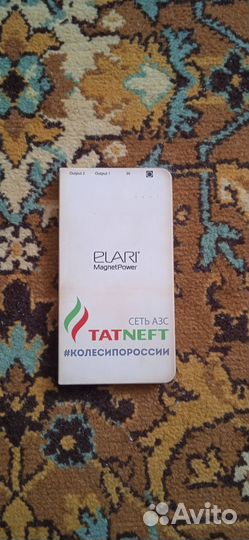 Output 2 Output 1 IN
ELARI
MagnetPower
СЕТЬ АЗС
TATNEFT
#КОЛЕСИПОРОССИИ
Avito